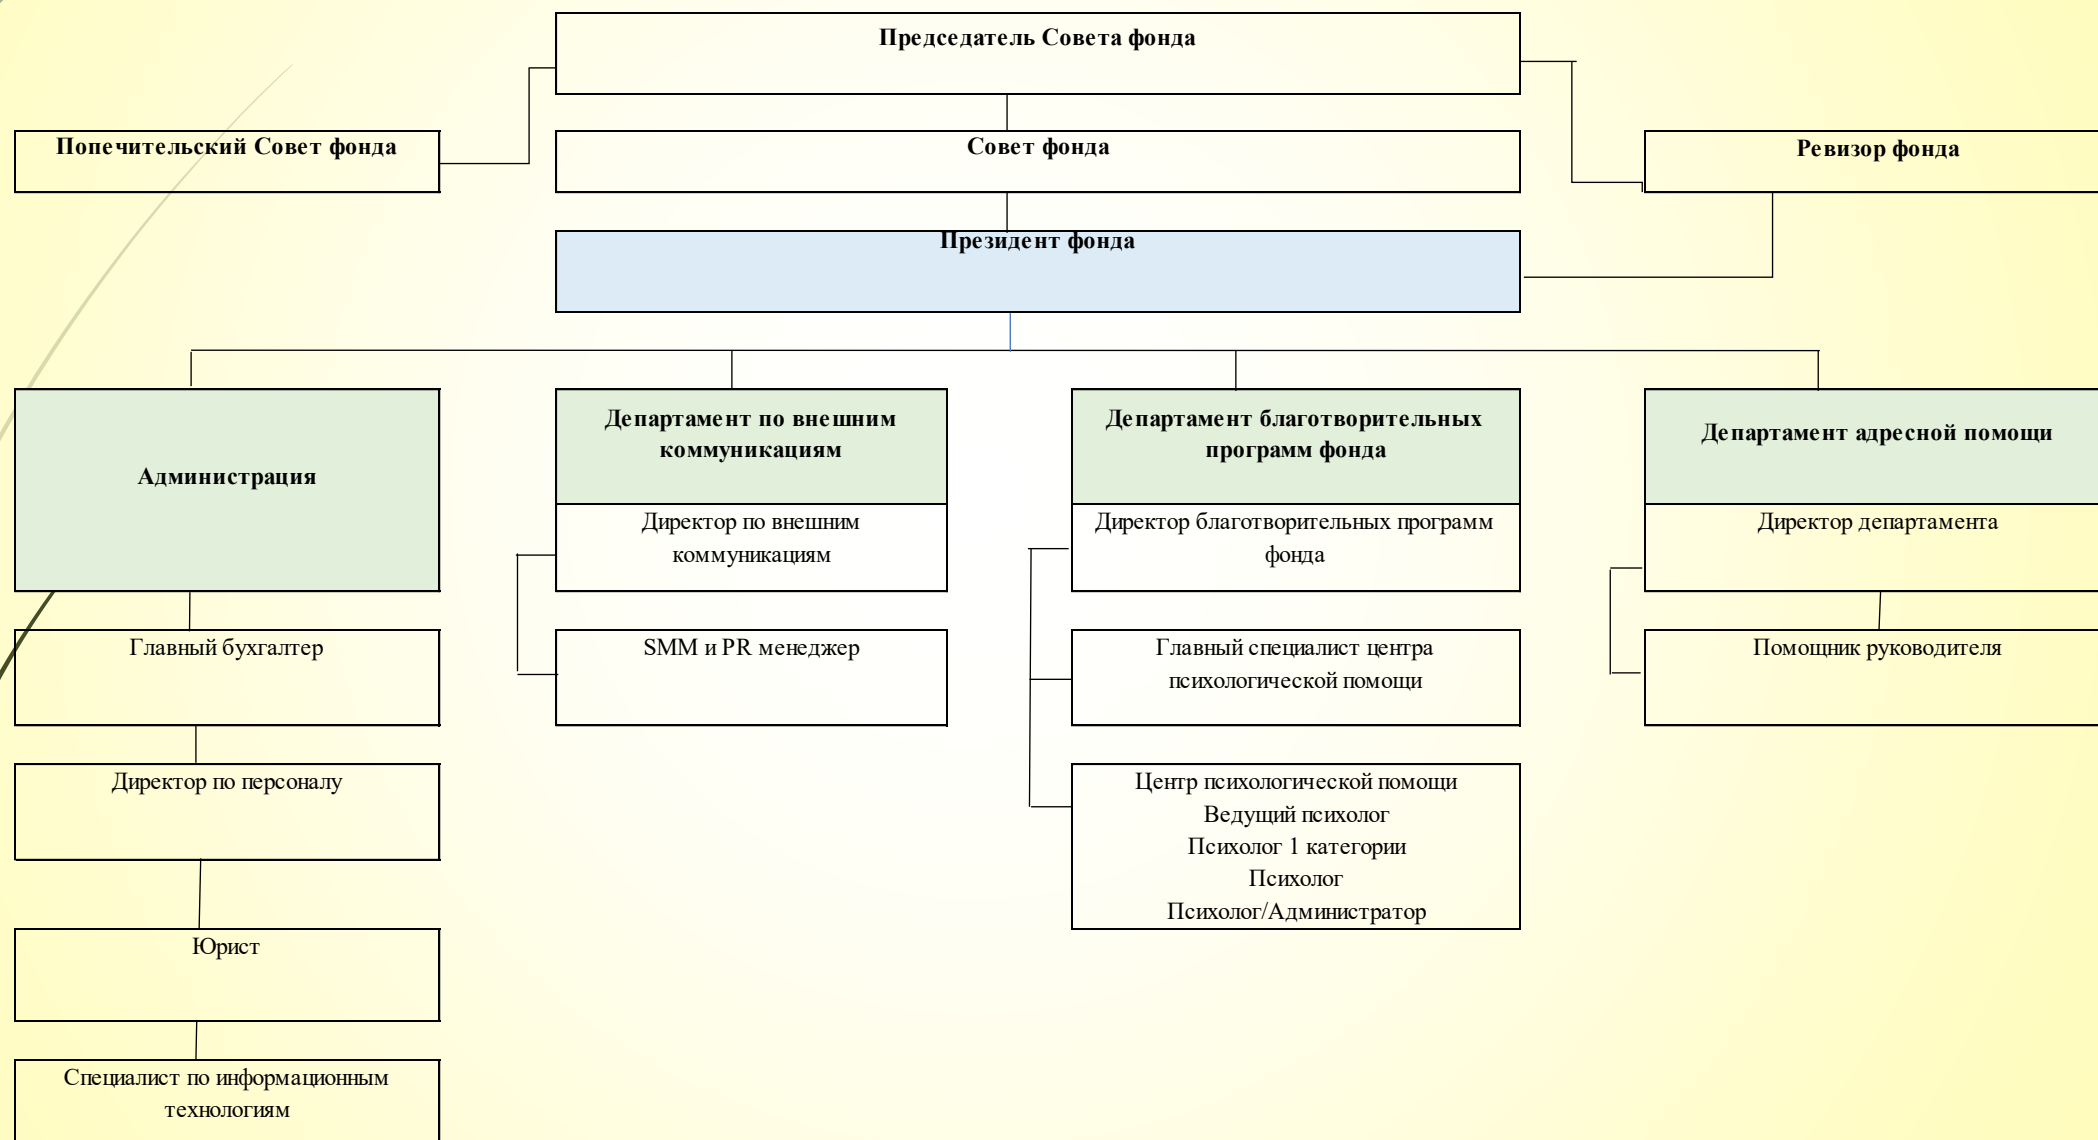 Председатель Совета фонда
Попечительский Совет фонда
Совет фонда
Ревизор фонда
Президент фонда
Администрация
Департамент по внешним
коммуникациям
Департамент благотворительных
программ фонда
Департамент адресной помощи
Директор по внешним
коммуникациям
Директор благотворительных программ
фонда
Директор департамента
Главный бухгалтер
SMM и PR менеджер
Главный специалист центра
психологической помощи
Помощник руководителя
Директор по персоналу
Центр психологической помощи
Ведущий психолог
Психолог 1 категории
Психолог
Психолог/Администратор
Юрист
Специалист по информационным
технологиям